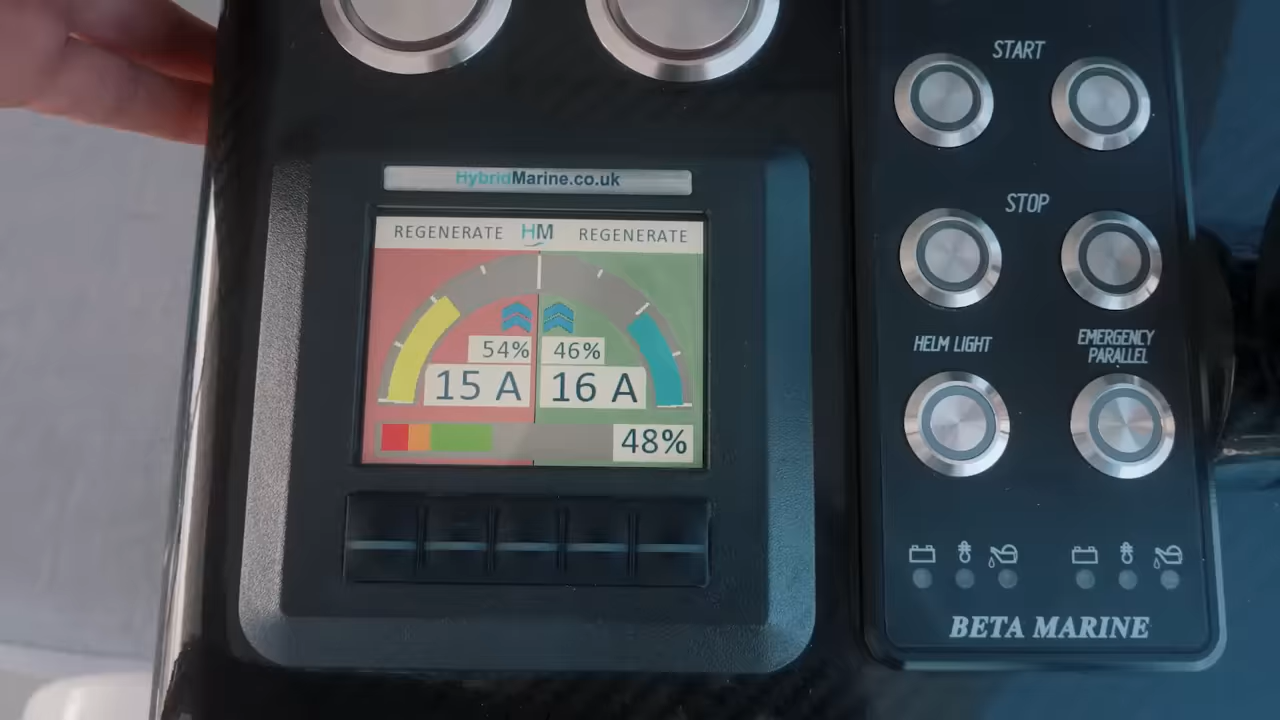 HybridMarine.co.uk
REGENERATE HM REGENERATE
54% 46%
15 A 16 A
48%
START
STOP
HELM LIGHT
EMERGENCY
PARALLEL
BETA MARINE